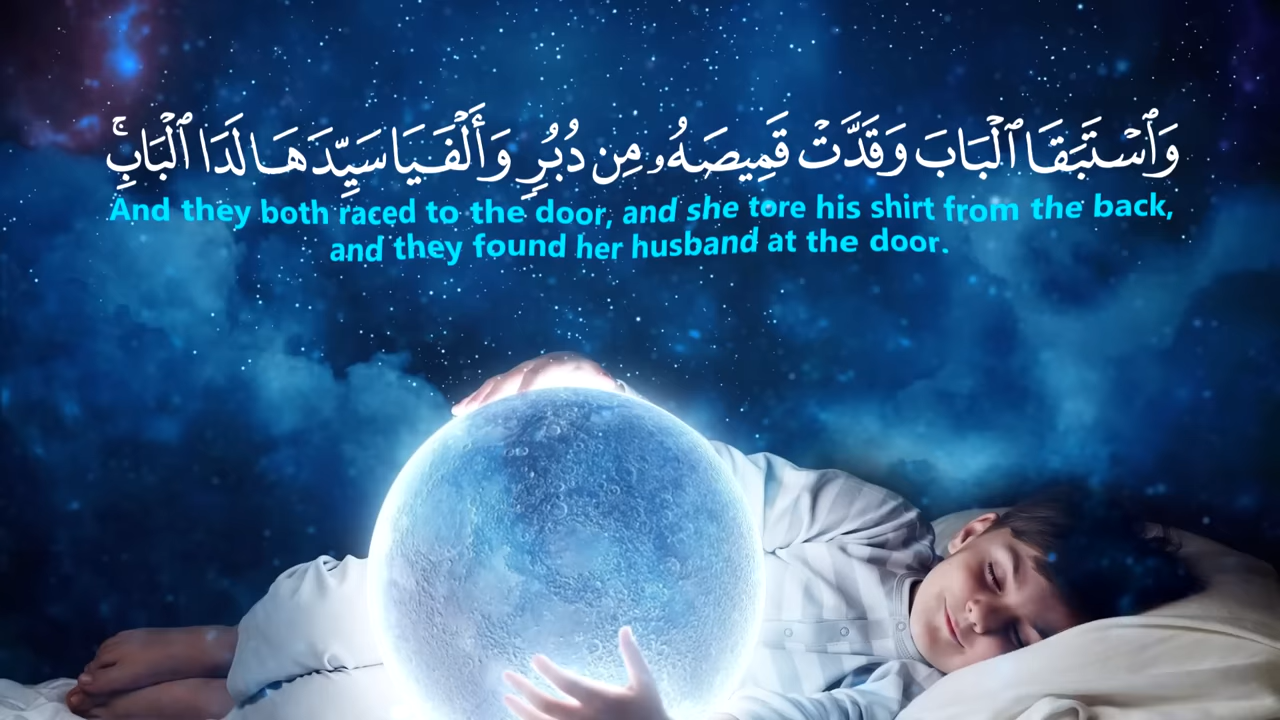 وَٱسْتَبَقَا ٱلْبَابَ وَقَدَّتْ قَمِيصَهُۥ مِن دُبُرٍ وَأَلْفَيَا سَيِّدَهَا لَدَا ٱلْبَابِۚ
And they both raced to the door, and she tore his shirt from the back,
and they found her husband at the door.